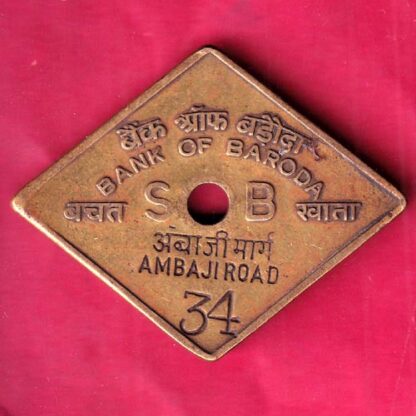 बैंक ऑफ बड़ौदा
BANK OF BARODA
बचत S B खाता
अंबाजी मार्ग
AMBAJI ROAD
34